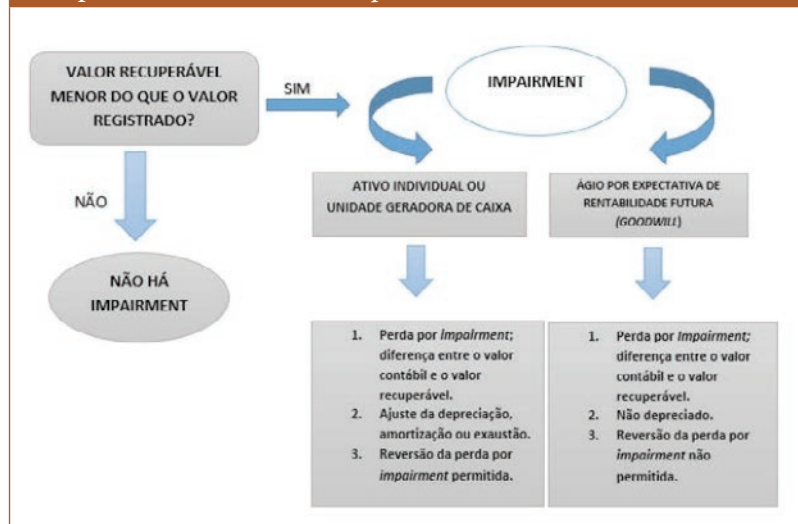 VALOR RECUPERÁVEL
MENOR DO QUE O VALOR
REGISTRADO?
SIM
IMPAIRMENT
NÃO
NÃO HÁ
IMPAIRMENT
ATIVO INDIVIDUAL OU
UNIDADE GERADORA DE CAIXA
ÁGIO POR EXPECTATIVA DE
RENTABILIDADE FUTURA
(GOODWILL)
1. Perda por impairment;
diferença entre o valor
contábil e o valor
recuperável.
2. Ajuste da depreciação,
amortização ou exaustão.
3. Reversão da perda por
impairment permitida.
1. Perda por Impairment;
diferença entre o valor
contábil e o valor
recuperável.
2. Não depreciado.
3. Reversão da perda por
impairment não
permitida.